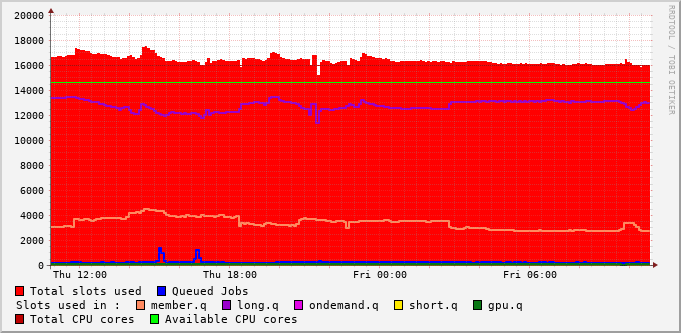 20000
18000
16000
14000
12000
10000
8000
6000
4000
2000
0
Thu 12:00 Thu 18:00 Fri 00:00 Fri 06:00
Total slots used Queued Jobs
Slots used in : member.q long.q ondemand.q short.q gpu.q
Total CPU cores Available CPU cores
RRDTOOL / TOBI OETIKER